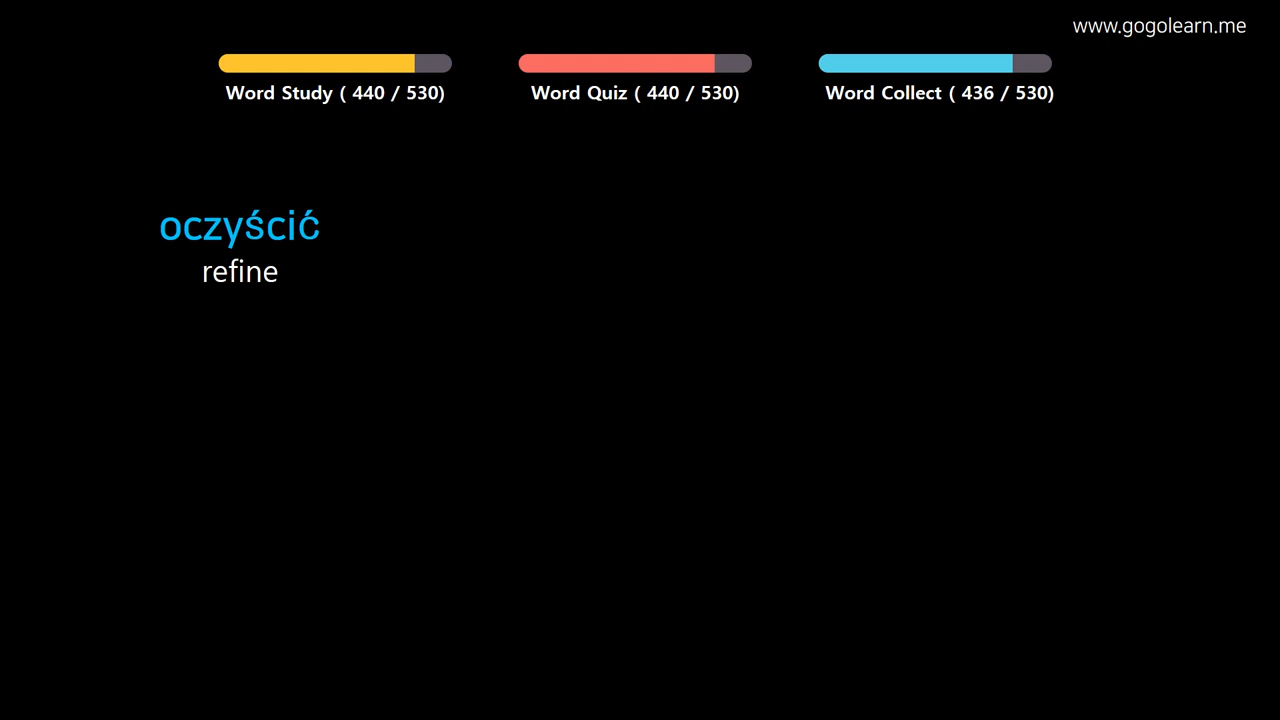 www.gogolearn.me
Word Study ( 440 / 530)
Word Quiz ( 440 / 530)
Word Collect ( 436 / 530)
oczyścić
refine